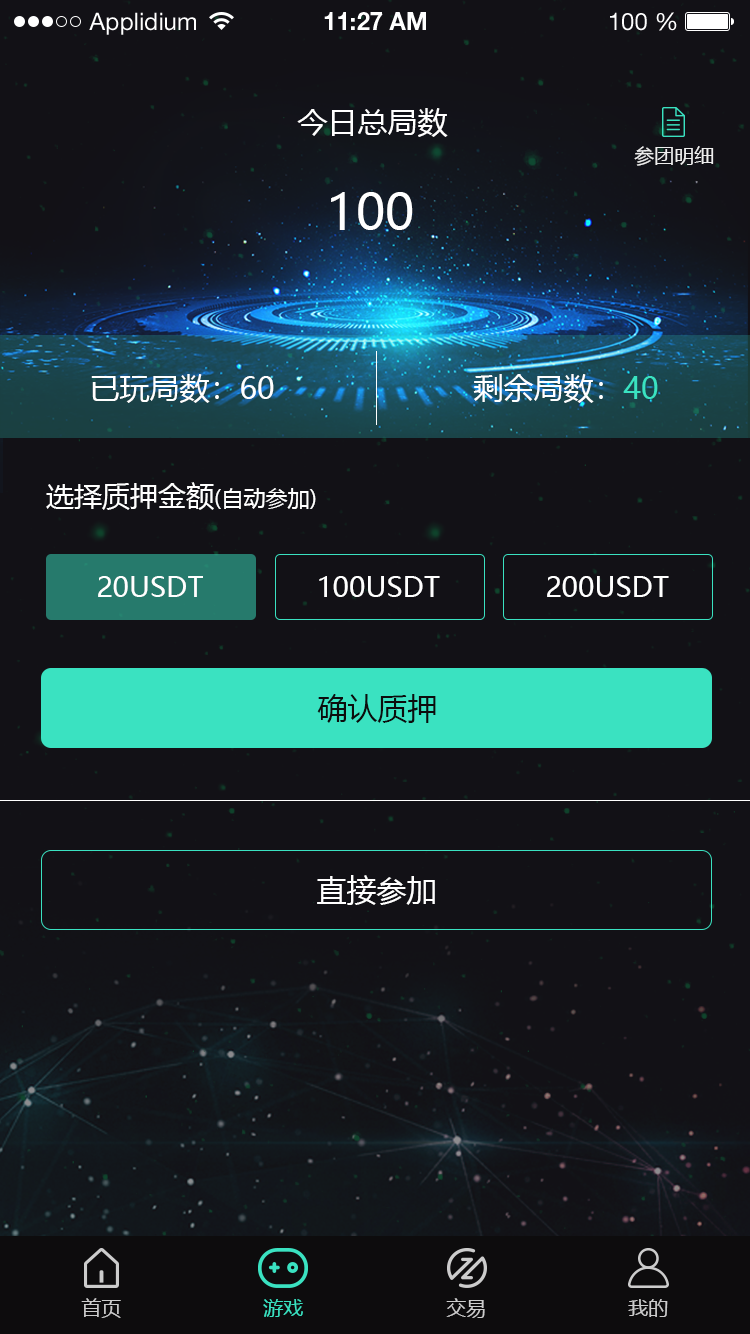 Applidium 11:27 AM 100 %
今日总局数
参团明细
100
已玩局数：60 剩余局数：40
选择质押金额(自动参加)
20USDT 100USDT 200USDT
确认质押
直接参加
首页 游戏 交易 我的